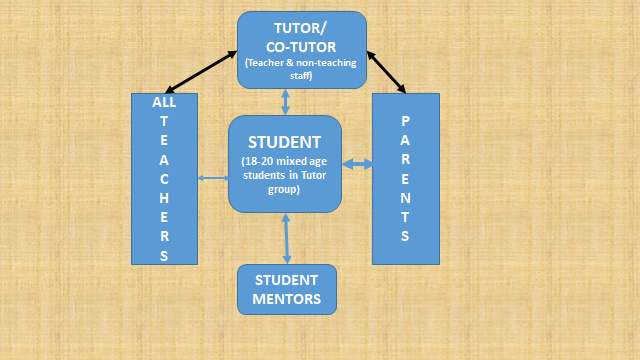 TUTOR/
CO-TUTOR
(Teacher & non-teaching
staff)
ALL
T
E
A
C
H
E
R
S
STUDENT
(18-20 mixed age
students in Tutor
group)
P
A
R
E
N
T
S
STUDENT
MENTORS